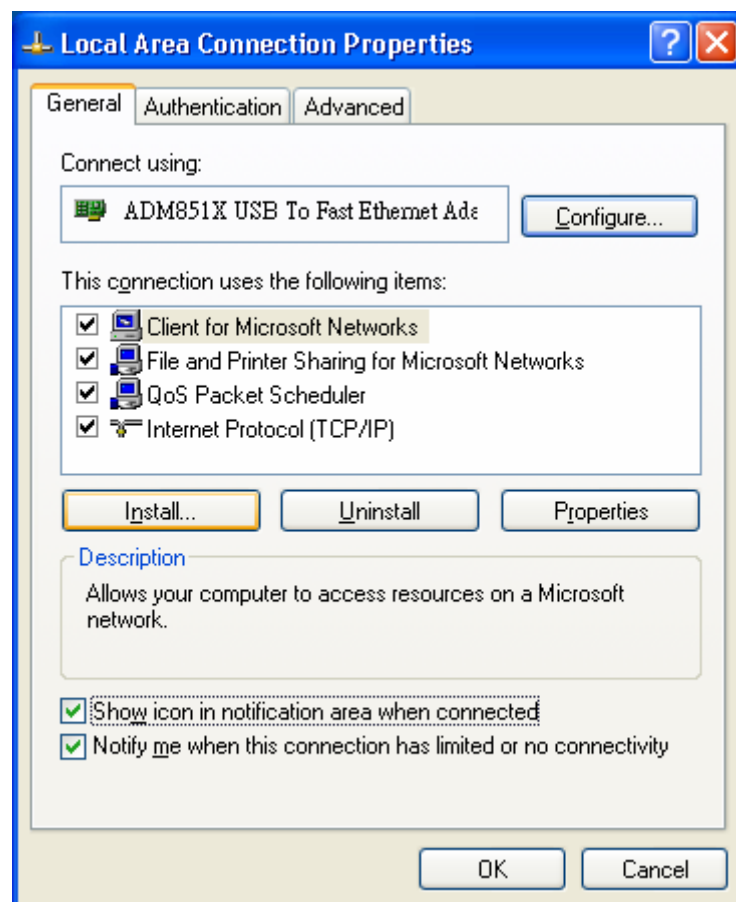 Local Area Connection Properties
General
Authentication
Advanced
Connect using:
ADM851X USB To Fast Ethernet Ada
Configure...
This connection uses the following items:
Client for Microsoft Networks
File and Printer Sharing for Microsoft Networks
QoS Packet Scheduler
Internet Protocol (TCP/IP)
Install...
Uninstall
Properties
Description
Allows your computer to access resources on a Microsoft
network.
Show icon in notification area when connected
Notify me when this connection has limited or no connectivity
OK
Cancel